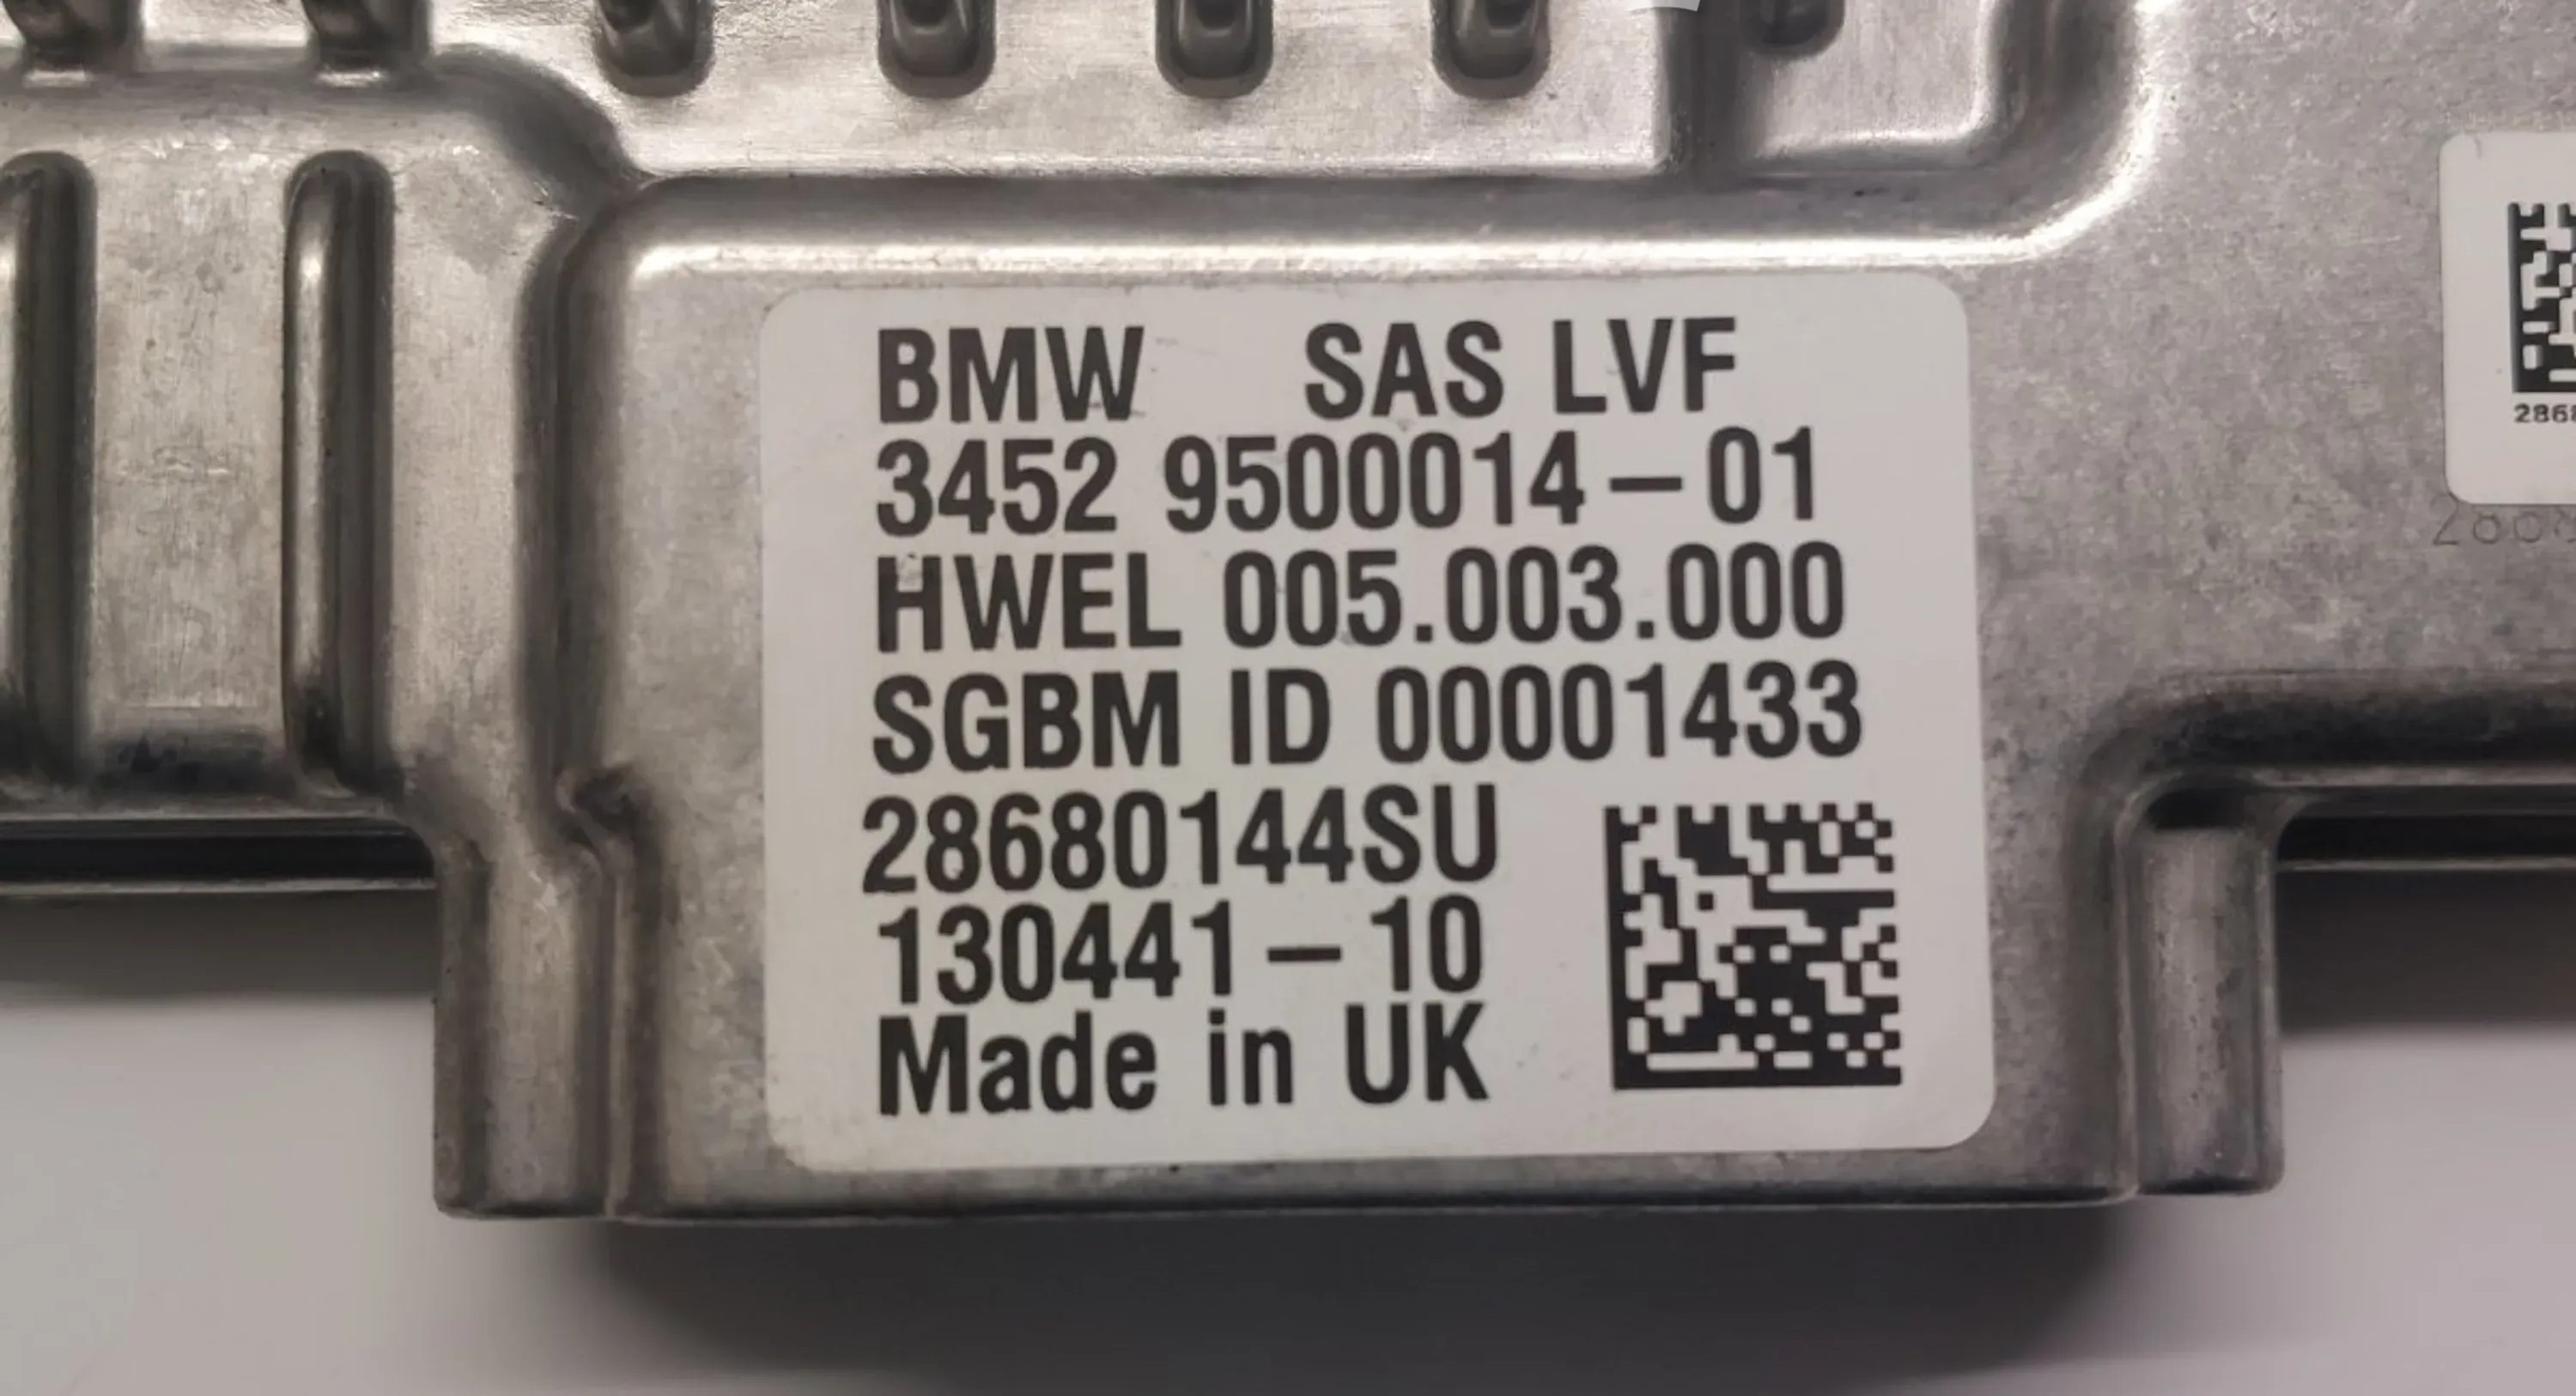 BMW SAS LVF
3452 9500014-01
HWEL 005.003.000
SGBM ID 00001433
28680144SU
130441-10
Made in UK